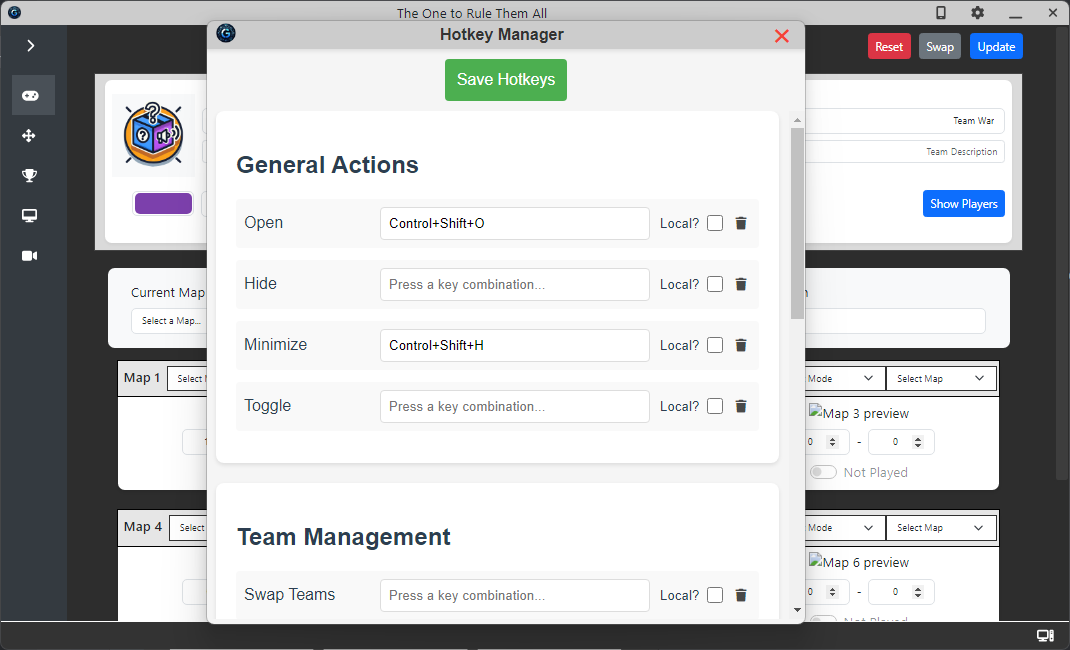 The One to Rule Them All
Hotkey Manager
Reset Swap Update
Save Hotkeys
Team War
Team Description
Show Players
General Actions
Open Control+Shift+O Local?
Hide Press a key combination... Local?
Minimize Control+Shift+H Local?
Toggle Press a key combination... Local?
Current Map
Select a Map...
Map 1 Select
Mode Select Map
Map 3 preview
0 - 0
Not Played
Team Management
Swap Teams Press a key combination... Local?
Map 4 Select
Mode Select Map
Map 6 preview
0 - 0
Not Played